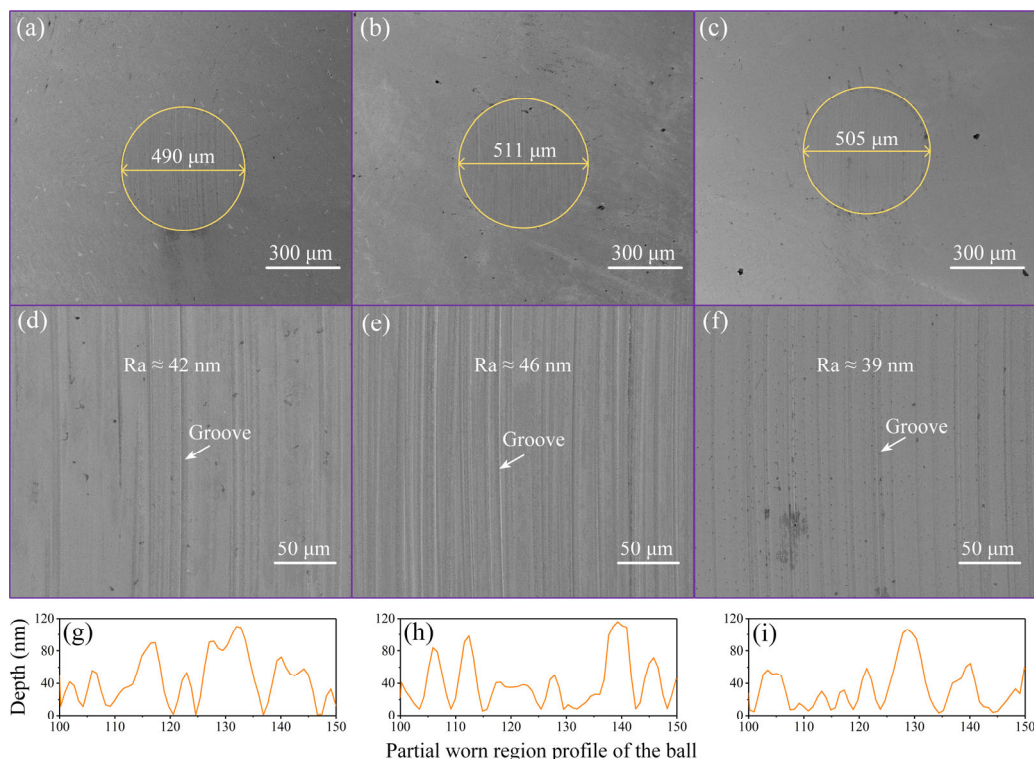 (a)
(b)
(c)
490 μm
511 μm
505 μm
300 μm
300 μm
300 μm
(d)
(e)
(f)
Ra ≈ 42 nm
Ra ≈ 46 nm
Ra ≈ 39 nm
Groove
Groove
Groove
50 μm
50 μm
50 μm
Depth (nm)
120
80
40
0
(g)
100 110 120 130 140 150
120
80
40
0
(h)
100 110 120 130 140 150
120
80
40
0
(i)
100 110 120 130 140 150
Partial worn region profile of the ball